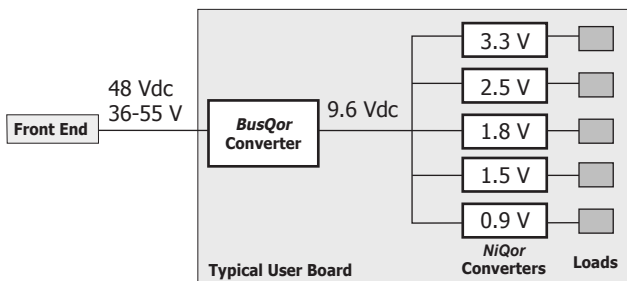 48 Vdc
36-55 V
Front End
BusQor
Converter
9.6 Vdc
3.3 V
2.5 V
1.8 V
1.5 V
0.9 V
NiQor
Converters
Loads
Typical User Board